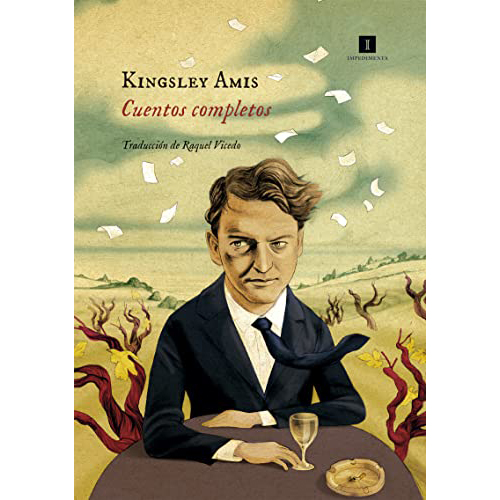 I
IMPEDIMENTA
KINGSLEY AMIS
Cuentos completos
Traducción de Raquel Vicedo